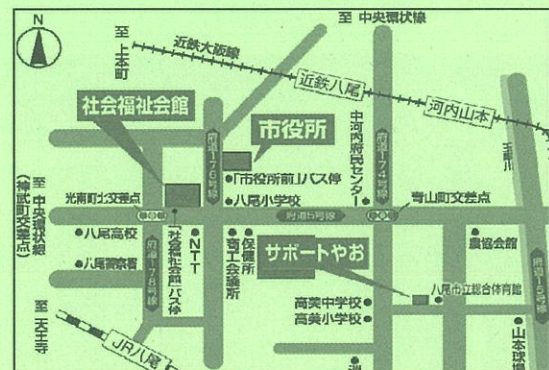 N
至 中央環状線
至 上本町
近鉄大阪線
近鉄八尾
河内山本
社会福祉会館
市役所
府道176号線
中河内府民センター
府道174号線
玉串川
●「市役所前」バス停
●八尾小学校
至 中央環状線
(神武町交差点)
光南町北交差点
府道5号線
青山町交差点
●八尾高校
●八尾警察署
府道178号線
「社会福祉会館」バス停
●NTT
●商工会議所
●保健所
サポートやお
●農協会館
●八尾市立総合体育館
高美中学校●
高美小学校●
府道15号線
●山本球場
至 天王寺
JR八尾